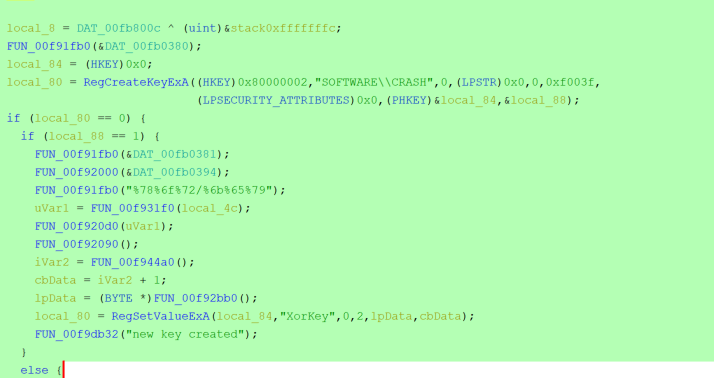 local_8 = DAT_00fb800c ^ (uint)&stack0xfffffffc;
FUN_00f91fb0(&DAT_00fb0380);
local_84 = (HKEY)0x0;
local_80 = RegCreateKeyExA((HKEY)0x80000002,"SOFTWARE\\CRASH",0,(LPSTR)0x0,0,0xf003f,
(LPSECURITY_ATTRIBUTES)0x0,(PHKEY)&local_84,&local_88);
if (local_80 == 0) {
if (local_88 == 1) {
FUN_00f91fb0(&DAT_00fb0381);
FUN_00f92000(&DAT_00fb0394);
FUN_00f91fb0("%78%6f%72/%6b%65%79");
uVar1 = FUN_00f931f0(local_4c);
FUN_00f920d0(uVar1);
FUN_00f92090();
iVar2 = FUN_00f944a0();
cbData = iVar2 + 1;
lpData = (BYTE *)FUN_00f92bb0();
local_80 = RegSetValueExA(local_84,"XorKey",0,2,lpData,cbData);
FUN_00f9db32("new key created");
}
else {